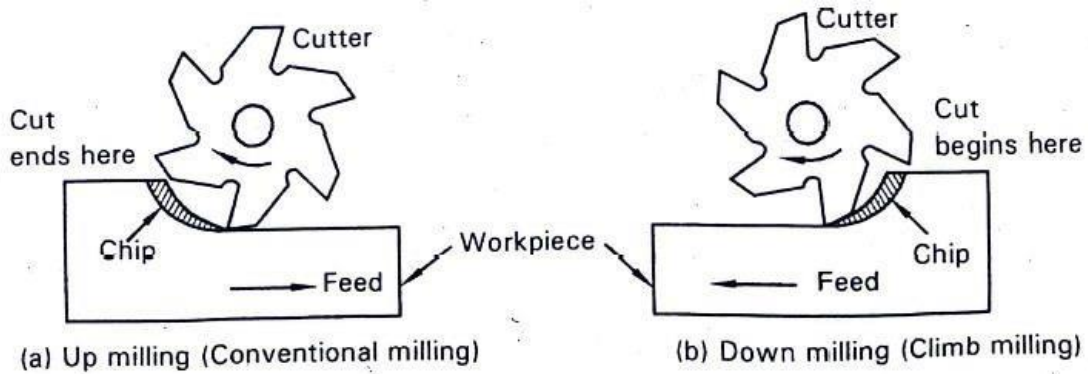 Cutter
Cut
ends here
Chip
Feed
(a) Up milling (Conventional milling)
Workpiece
Cutter
Cut
begins here
Chip
Feed
(b) Down milling (Climb milling)